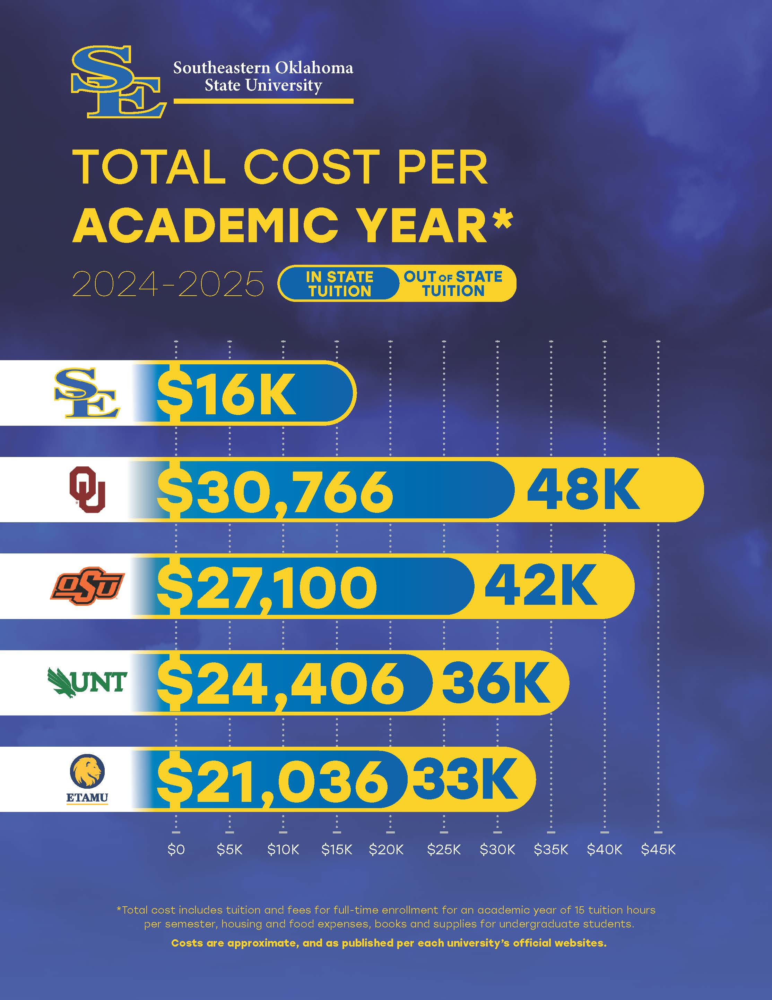 SE
Southeastern Oklahoma
State University
TOTAL COST PER
ACADEMIC YEAR*
2024-2025
IN STATE
TUITION
OUT OF STATE
TUITION
SE
$16K
OU
$30,766
48K
OSU
$27,100
42K
UNT
$24,406
36K
ETAMU
$21,036
33K
$0 $5K $10K $15K $20K $25K $30K $35K $40K $45K
*Total cost includes tuition and fees for full-time enrollment for an academic year of 15 tuition hours
per semester, housing and food expenses, books and supplies for undergraduate students.
Costs are approximate, and as published per each university's official websites.